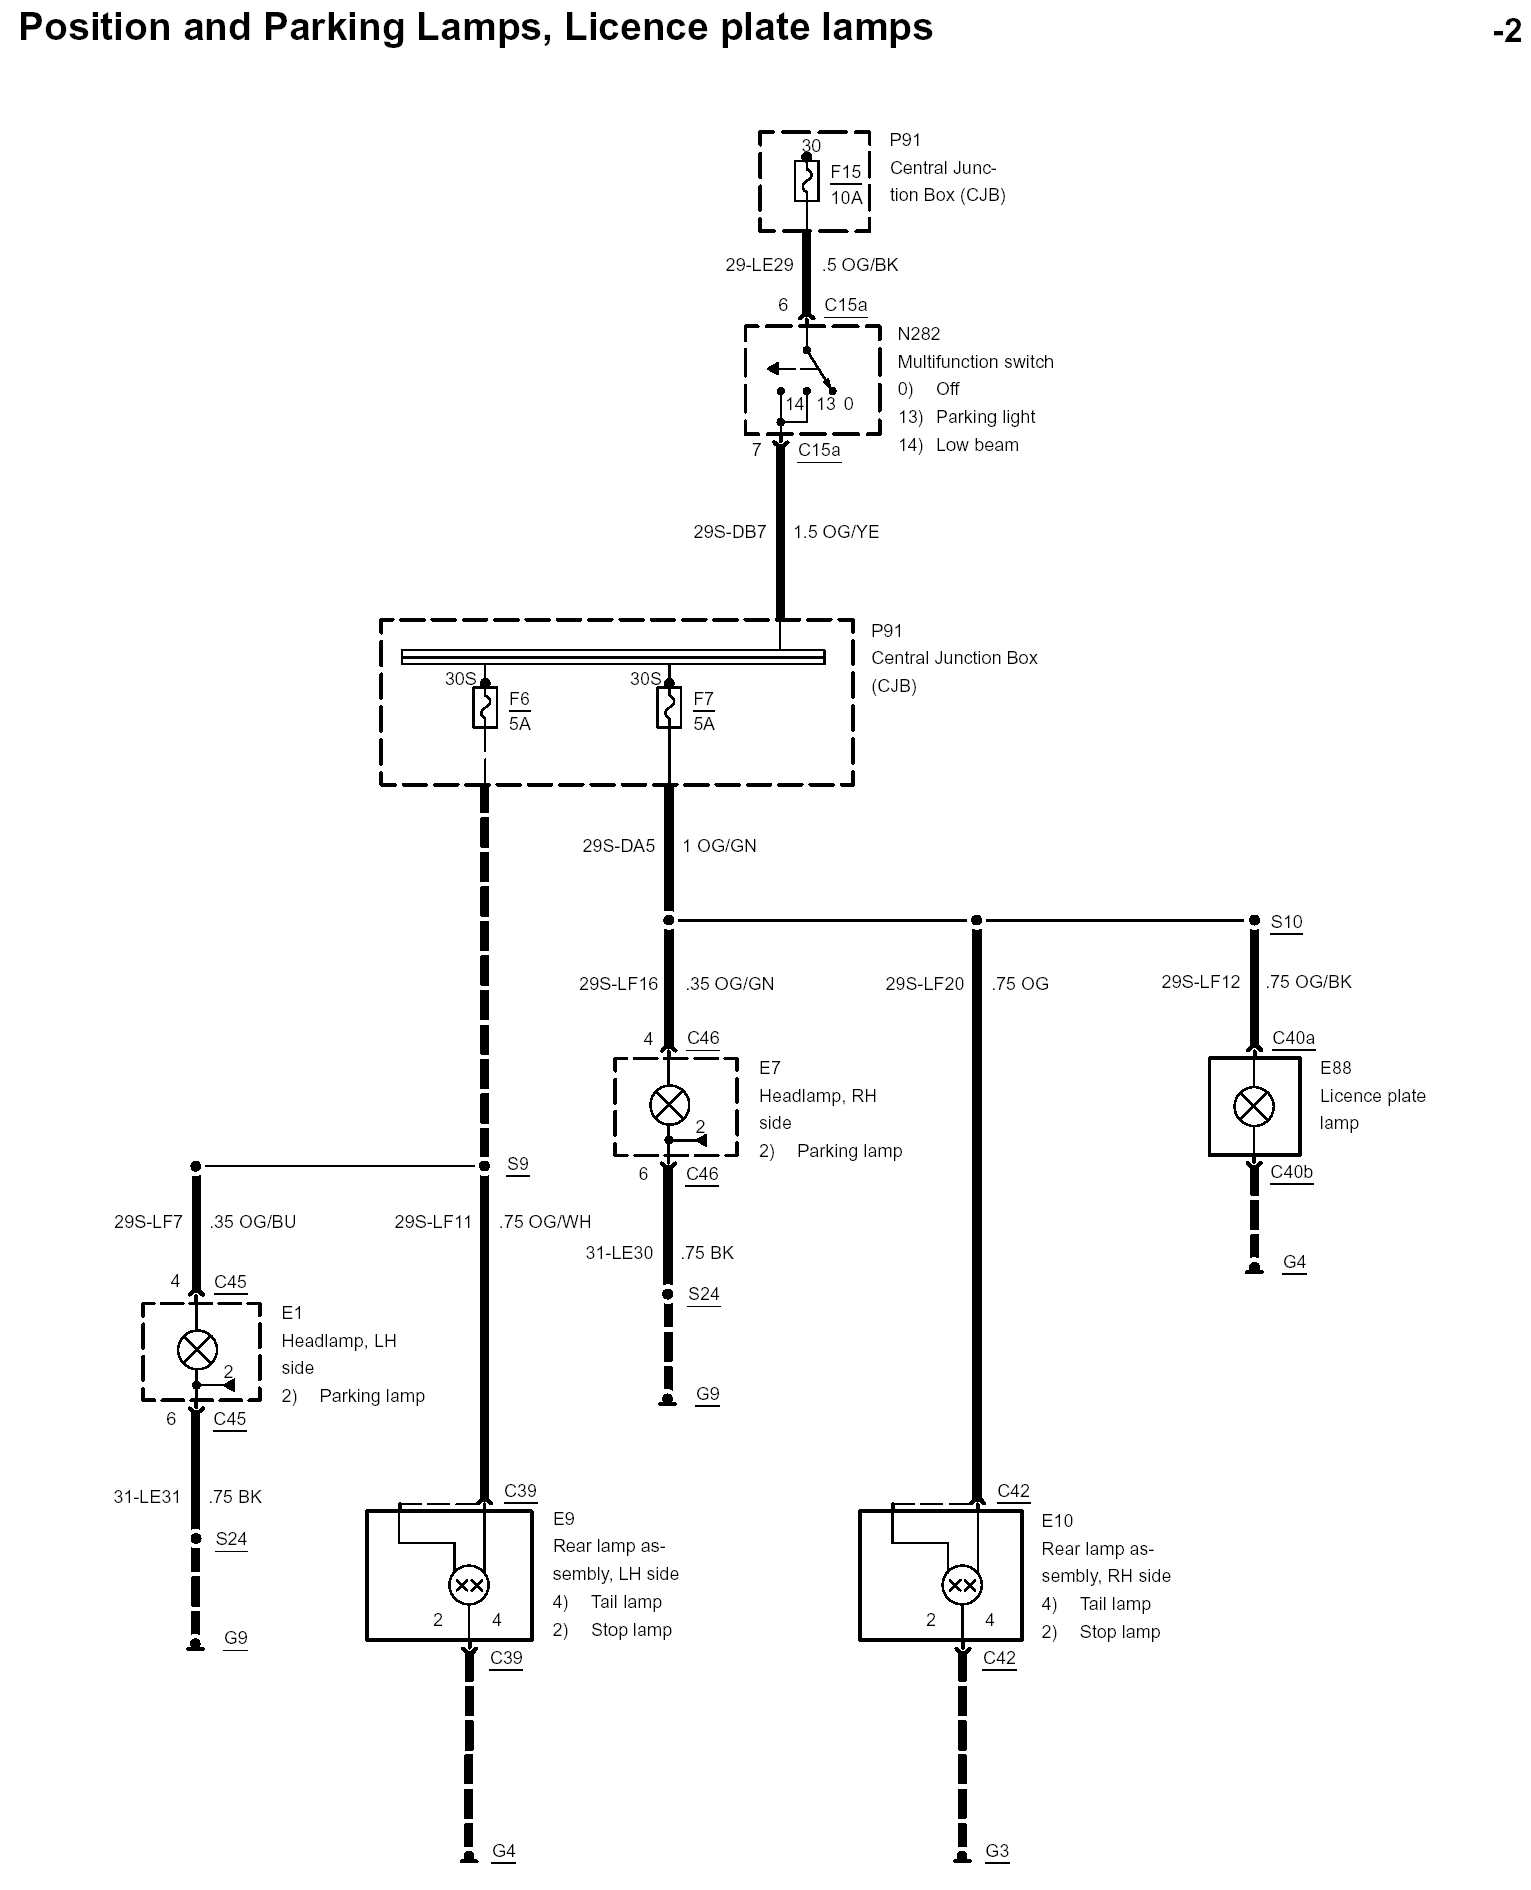 Position and Parking Lamps, Licence plate lamps
-2
30
F15
10A
P91
Central Junc-
tion Box (CJB)
29-LE29 .5 OG/BK
6 C15a
N282
Multifunction switch
0) Off
13) Parking light
14) Low beam
14 13 0
7 C15a
29S-DB7 1.5 OG/YE
P91
Central Junction Box
(CJB)
30S
F6
5A
30S
F7
5A
29S-DA5 1 OG/GN
S10
29S-LF16 .35 OG/GN
29S-LF20 .75 OG
29S-LF12 .75 OG/BK
4 C46
C40a
E7
Headlamp, RH
side
2) Parking lamp
2
E88
Licence plate
lamp
6 C46
C40b
S9
29S-LF7 .35 OG/BU
29S-LF11 .75 OG/WH
31-LE30 .75 BK
G4
4 C45
S24
E1
Headlamp, LH
side
2) Parking lamp
2
G9
6 C45
31-LE31 .75 BK
S24
G9
C39
E9
Rear lamp as-
sembly, LH side
4) Tail lamp
2) Stop lamp
2 4
C39
G4
C42
E10
Rear lamp as-
sembly, RH side
4) Tail lamp
2) Stop lamp
2 4
C42
G3